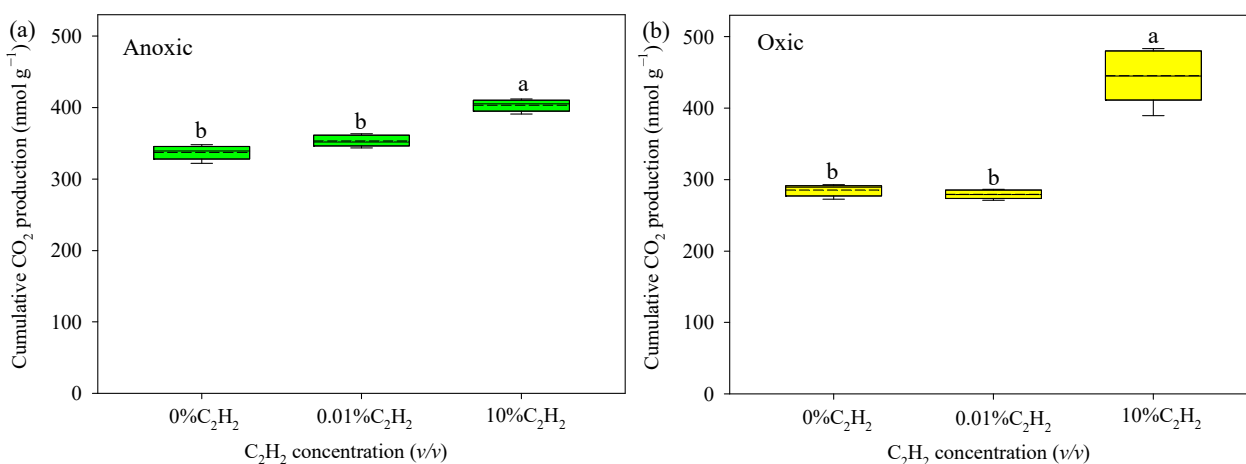 (a)
Anoxic
Cumulative CO₂ production (nmol g⁻¹)
500
400
300
200
100
0
b
b
a
0%C₂H₂
0.01%C₂H₂
10%C₂H₂
C₂H₂ concentration (v/v)
(b)
Oxic
Cumulative CO₂ production (nmol g⁻¹)
500
400
300
200
100
0
b
b
a
0%C₂H₂
0.01%C₂H₂
10%C₂H₂
C₂H₂ concentration (v/v)